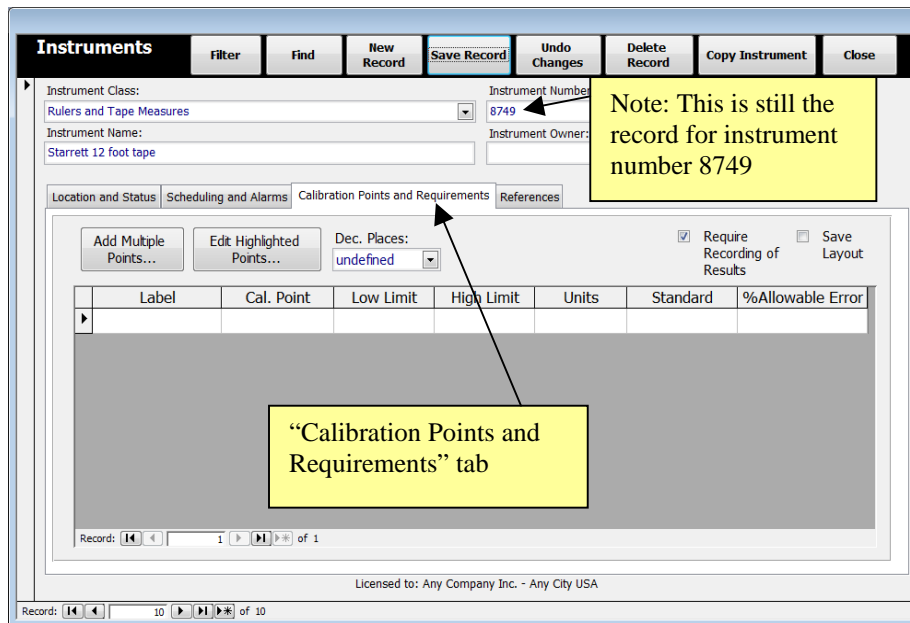 Instruments
Filter
Find
New
Record
Save Record
Undo
Changes
Delete
Record
Copy Instrument
Close
Instrument Class:
Rulers and Tape Measures
Instrument Number
8749
Note: This is still the
record for instrument
number 8749
Instrument Name:
Starrett 12 foot tape
Instrument Owner:
Location and Status
Scheduling and Alarms
Calibration Points and Requirements
References
Add Multiple
Points...
Edit Highlighted
Points...
Dec. Places:
undefined
Require
Recording of
Results
Save
Layout
Label
Cal. Point
Low Limit
High Limit
Units
Standard
%Allowable Error
“Calibration Points and
Requirements” tab
Record: 1 of 1
Licensed to: Any Company Inc. - Any City USA
Record: 10 of 10